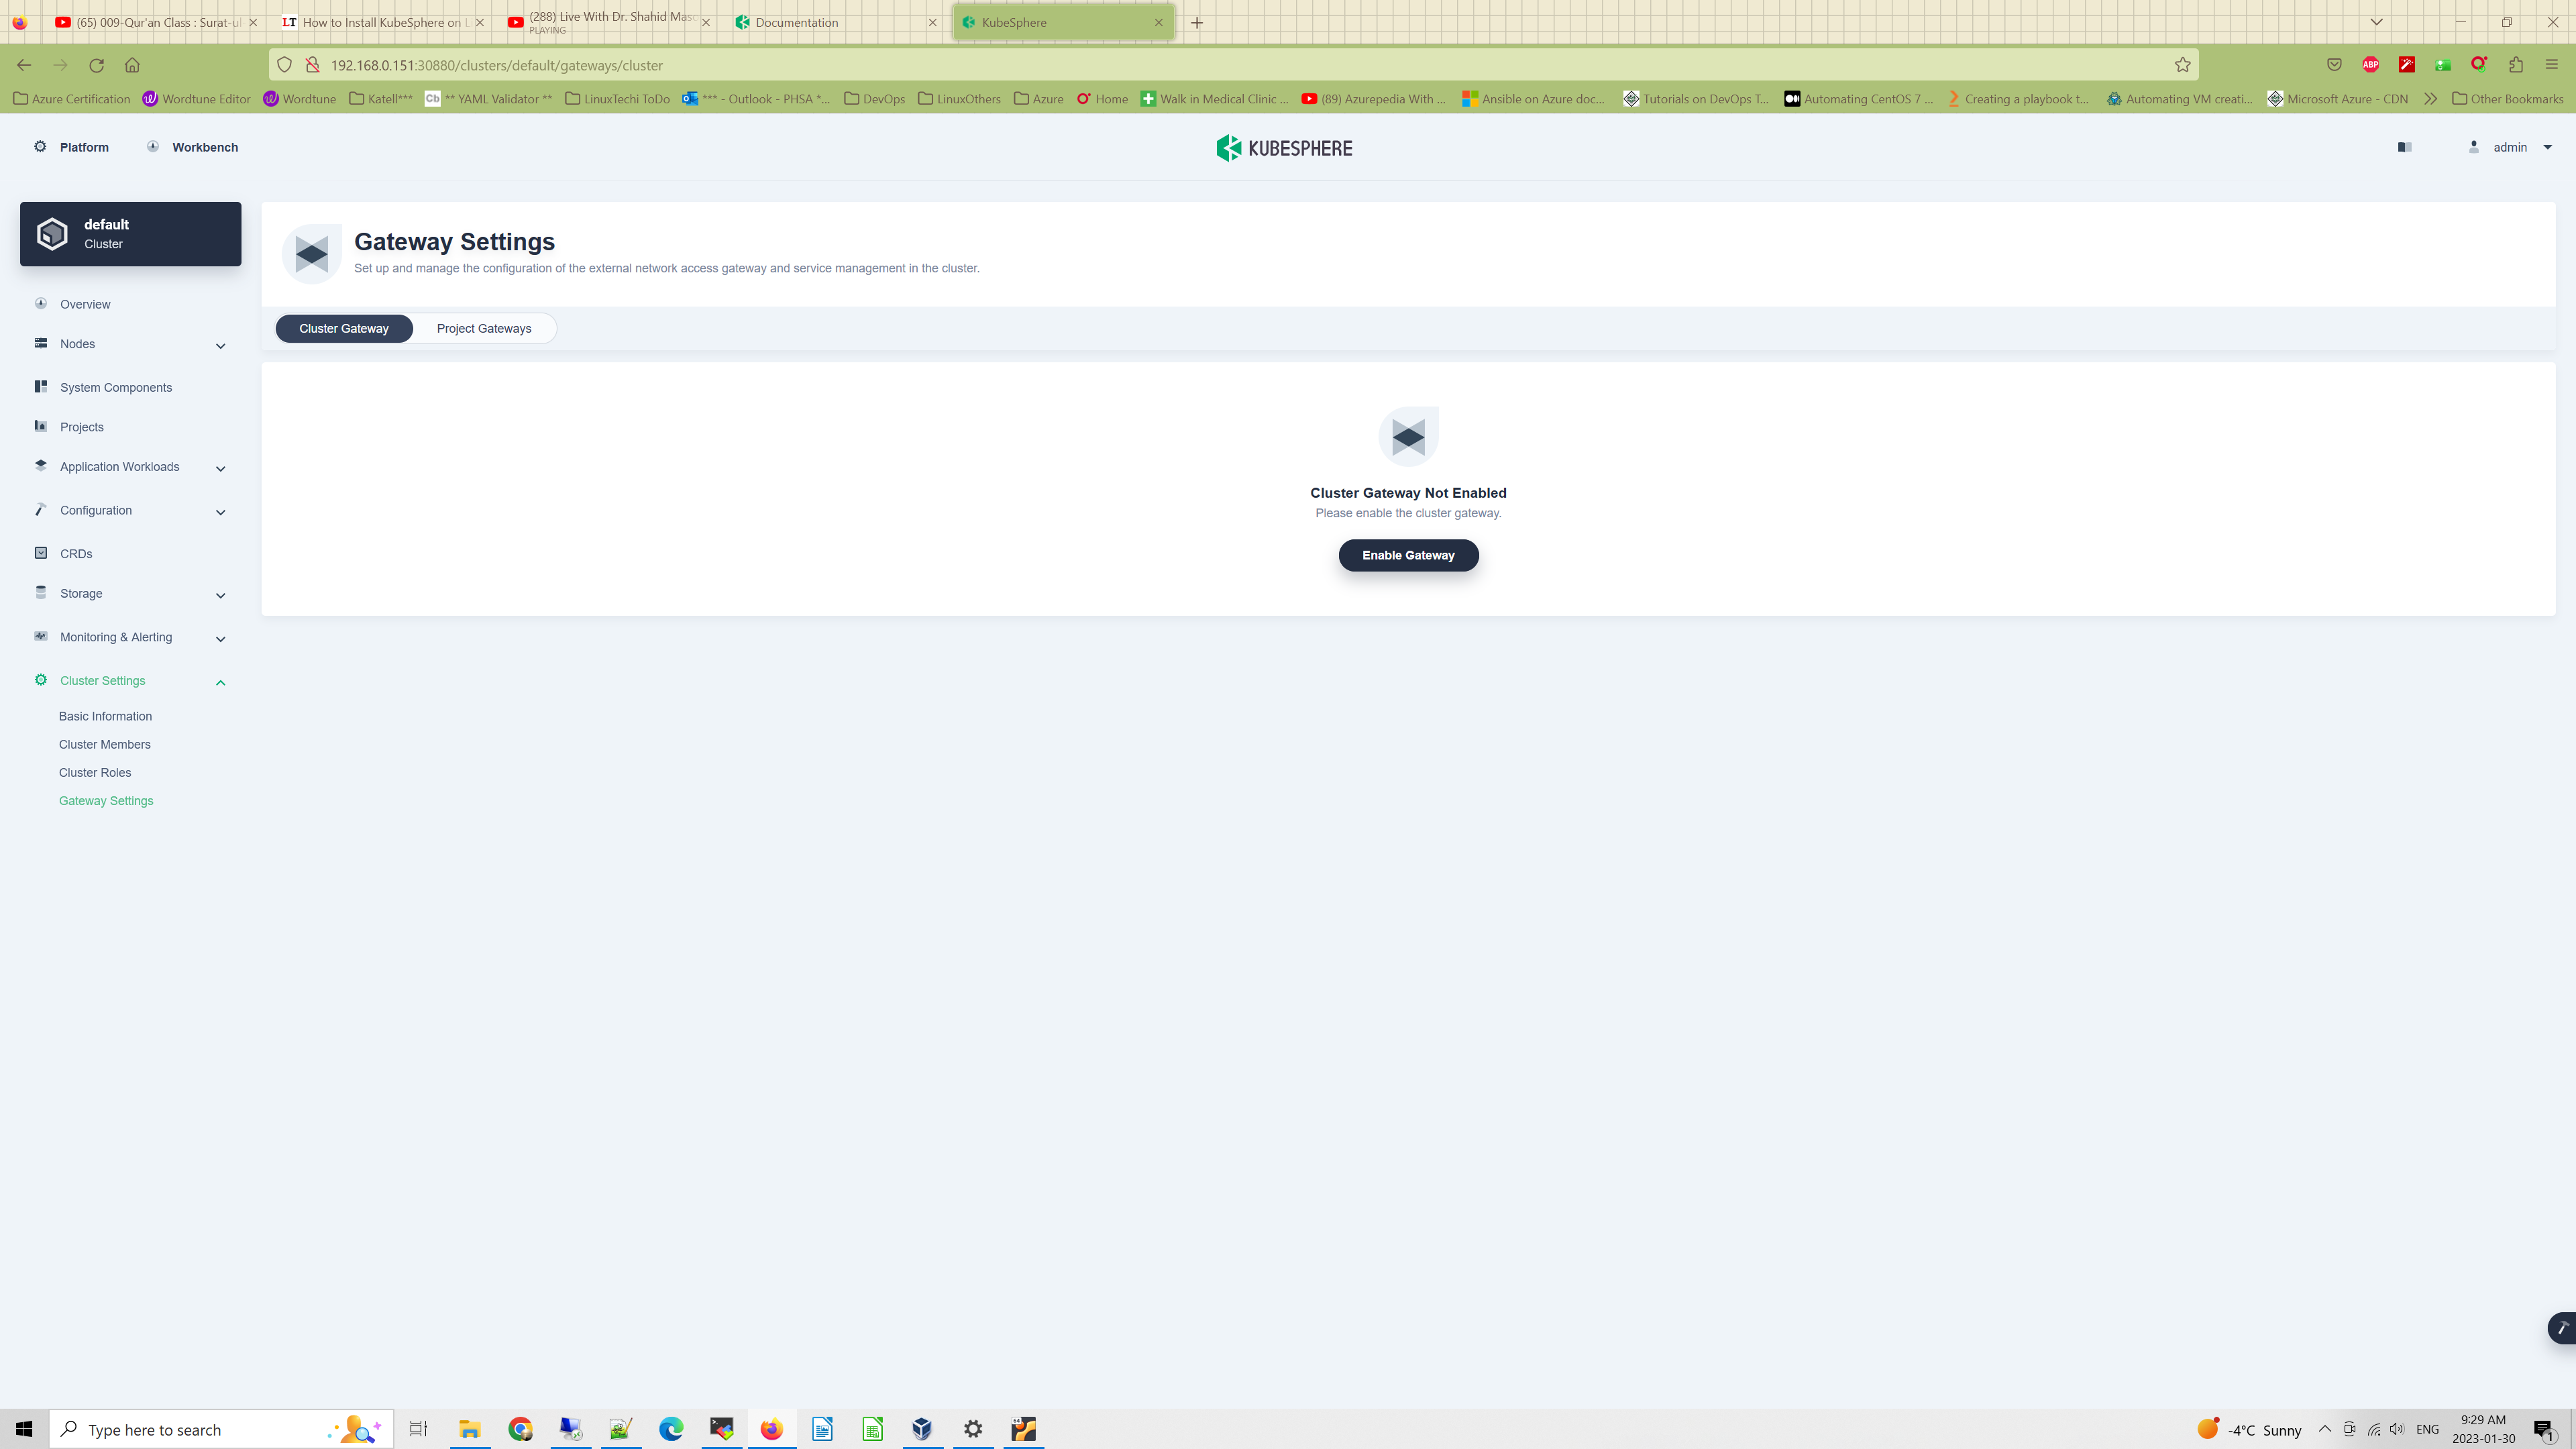 (65) 009-Qur'an Class : Surat-ul-
How to Install KubeSphere on L
(288) Live With Dr. Shahid Maso
PLAYING
Documentation
KubeSphere
192.168.0.151:30880/clusters/default/gateways/cluster
ABP
Azure Certification
Wordtune Editor
Wordtune
Katell***
Cb
** YAML Validator **
LinuxTechi ToDo
*** - Outlook - PHSA *...
DevOps
LinuxOthers
Azure
Home
Walk in Medical Clinic ...
(89) Azurepedia With ...
Ansible on Azure doc...
Tutorials on DevOps T...
Automating CentOS 7 ...
Creating a playbook t...
Automating VM creati...
Microsoft Azure - CDN
Other Bookmarks
Platform
Workbench
KUBESPHERE
admin
default
Cluster
Overview
Nodes
System Components
Projects
Application Workloads
Configuration
CRDs
Storage
Monitoring & Alerting
Cluster Settings
Basic Information
Cluster Members
Cluster Roles
Gateway Settings
Gateway Settings
Set up and manage the configuration of the external network access gateway and service management in the cluster.
Cluster Gateway
Project Gateways
Cluster Gateway Not Enabled
Please enable the cluster gateway.
Enable Gateway
Type here to search
-4°C Sunny
ENG
9:29 AM
2023-01-30
1